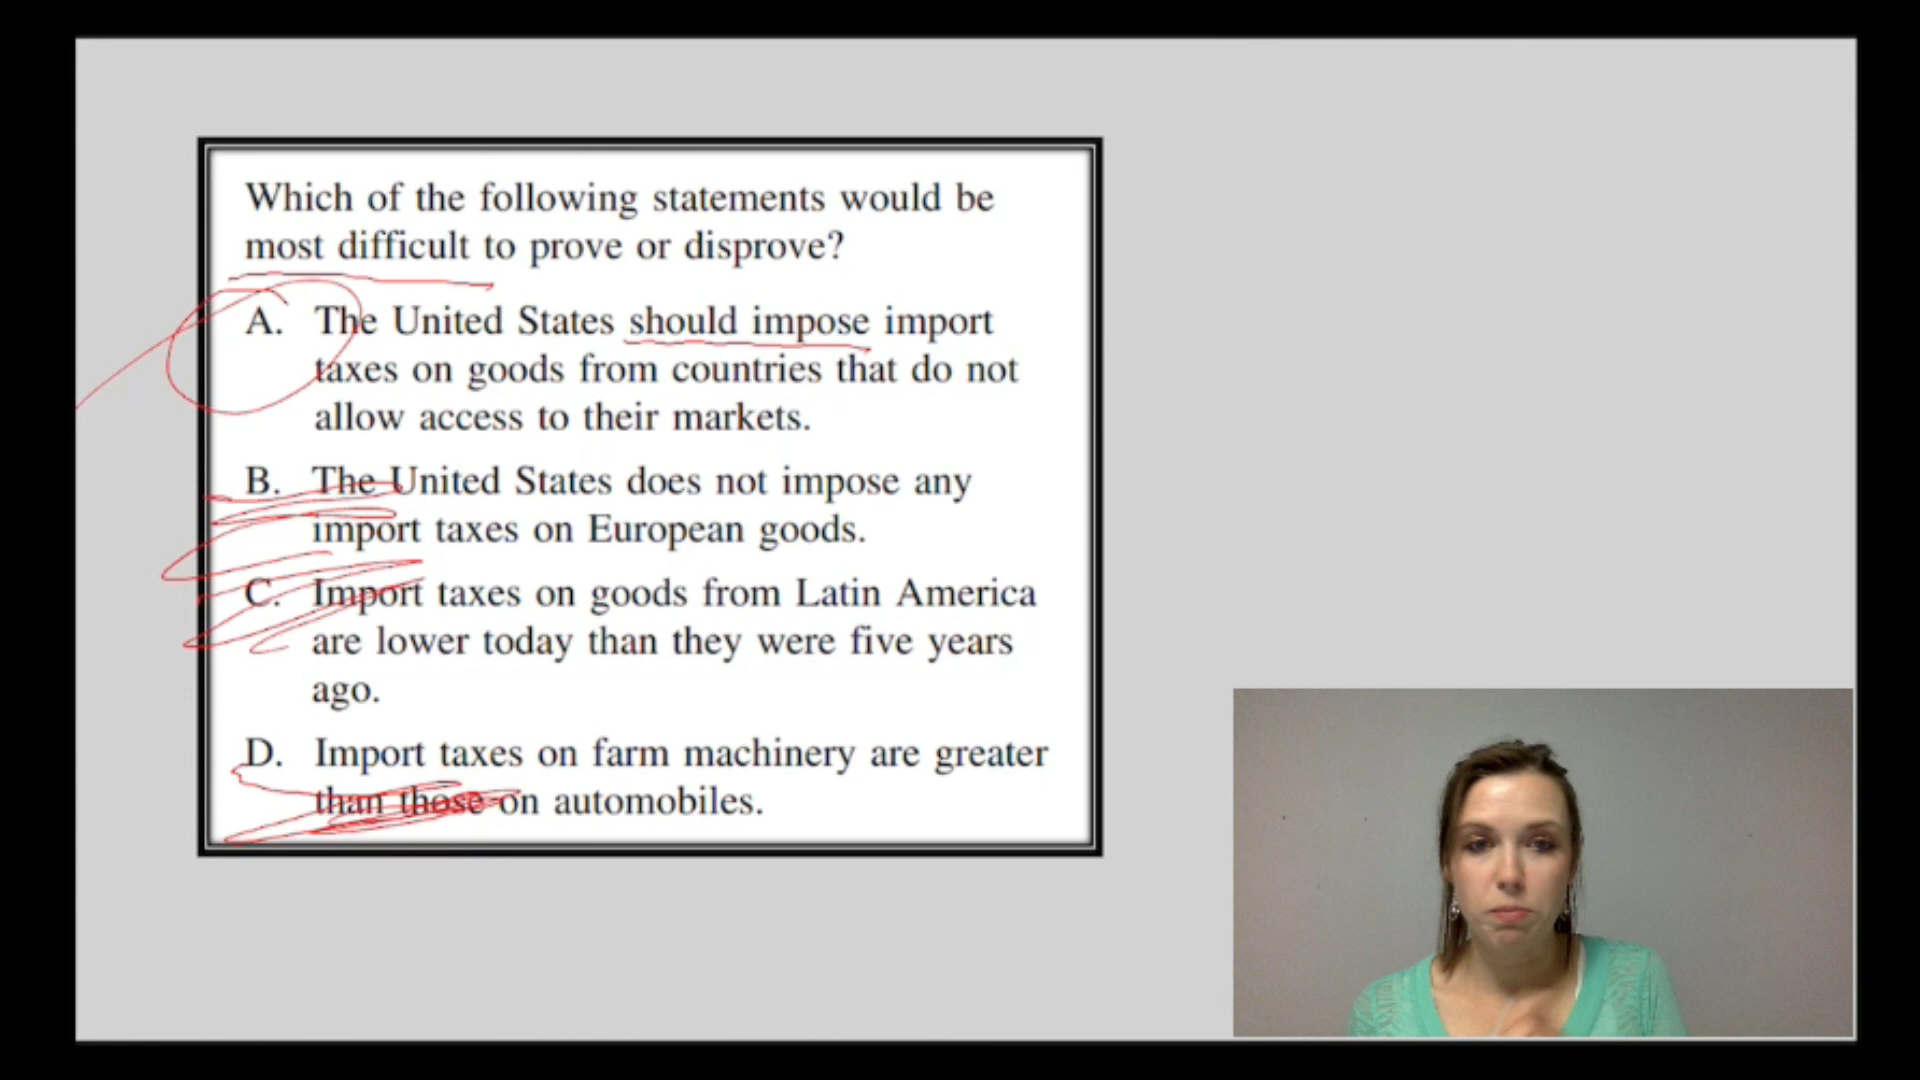 Which of the following statements would be
most difficult to prove or disprove?
A. The United States should impose import
taxes on goods from countries that do not
allow access to their markets.
B. The United States does not impose any
import taxes on European goods.
C. Import taxes on goods from Latin America
are lower today than they were five years
ago.
D. Import taxes on farm machinery are greater
than those on automobiles.